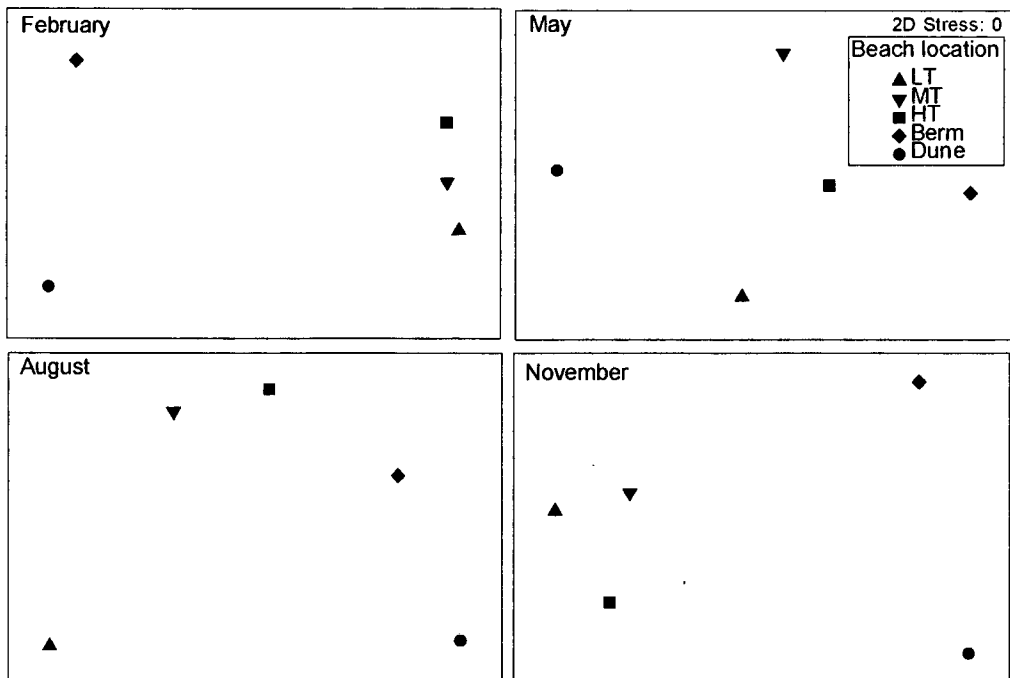 February
May
2D Stress: 0
Beach location
LT
MT
HT
Berm
Dune
August
November